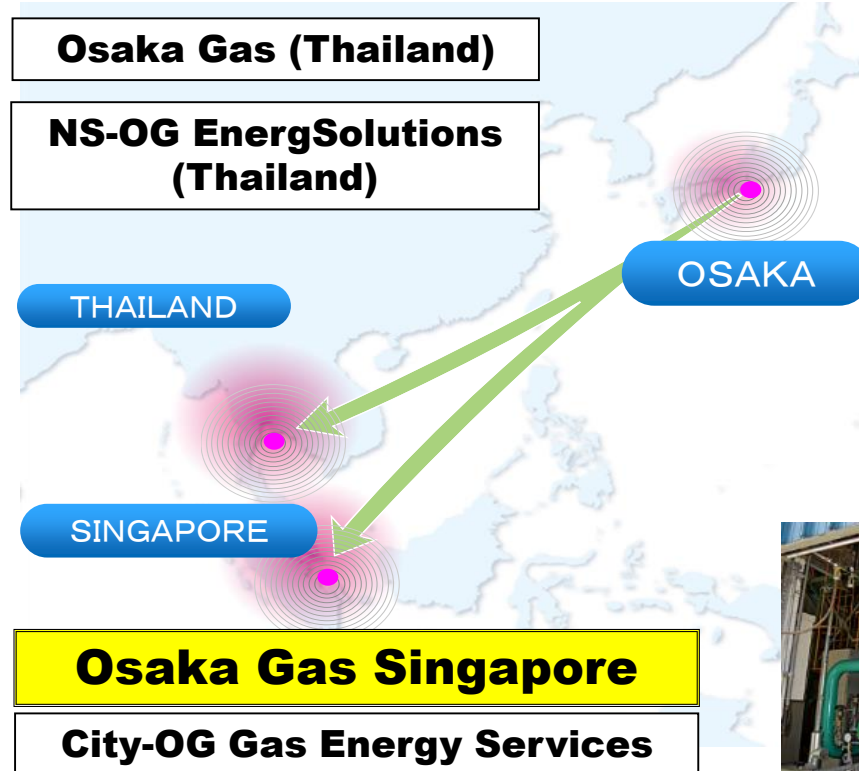 Osaka Gas (Thailand)
NS-OG EnergSolutions
(Thailand)
OSAKA
THAILAND
SINGAPORE
Osaka Gas Singapore
City-OG Gas Energy Services